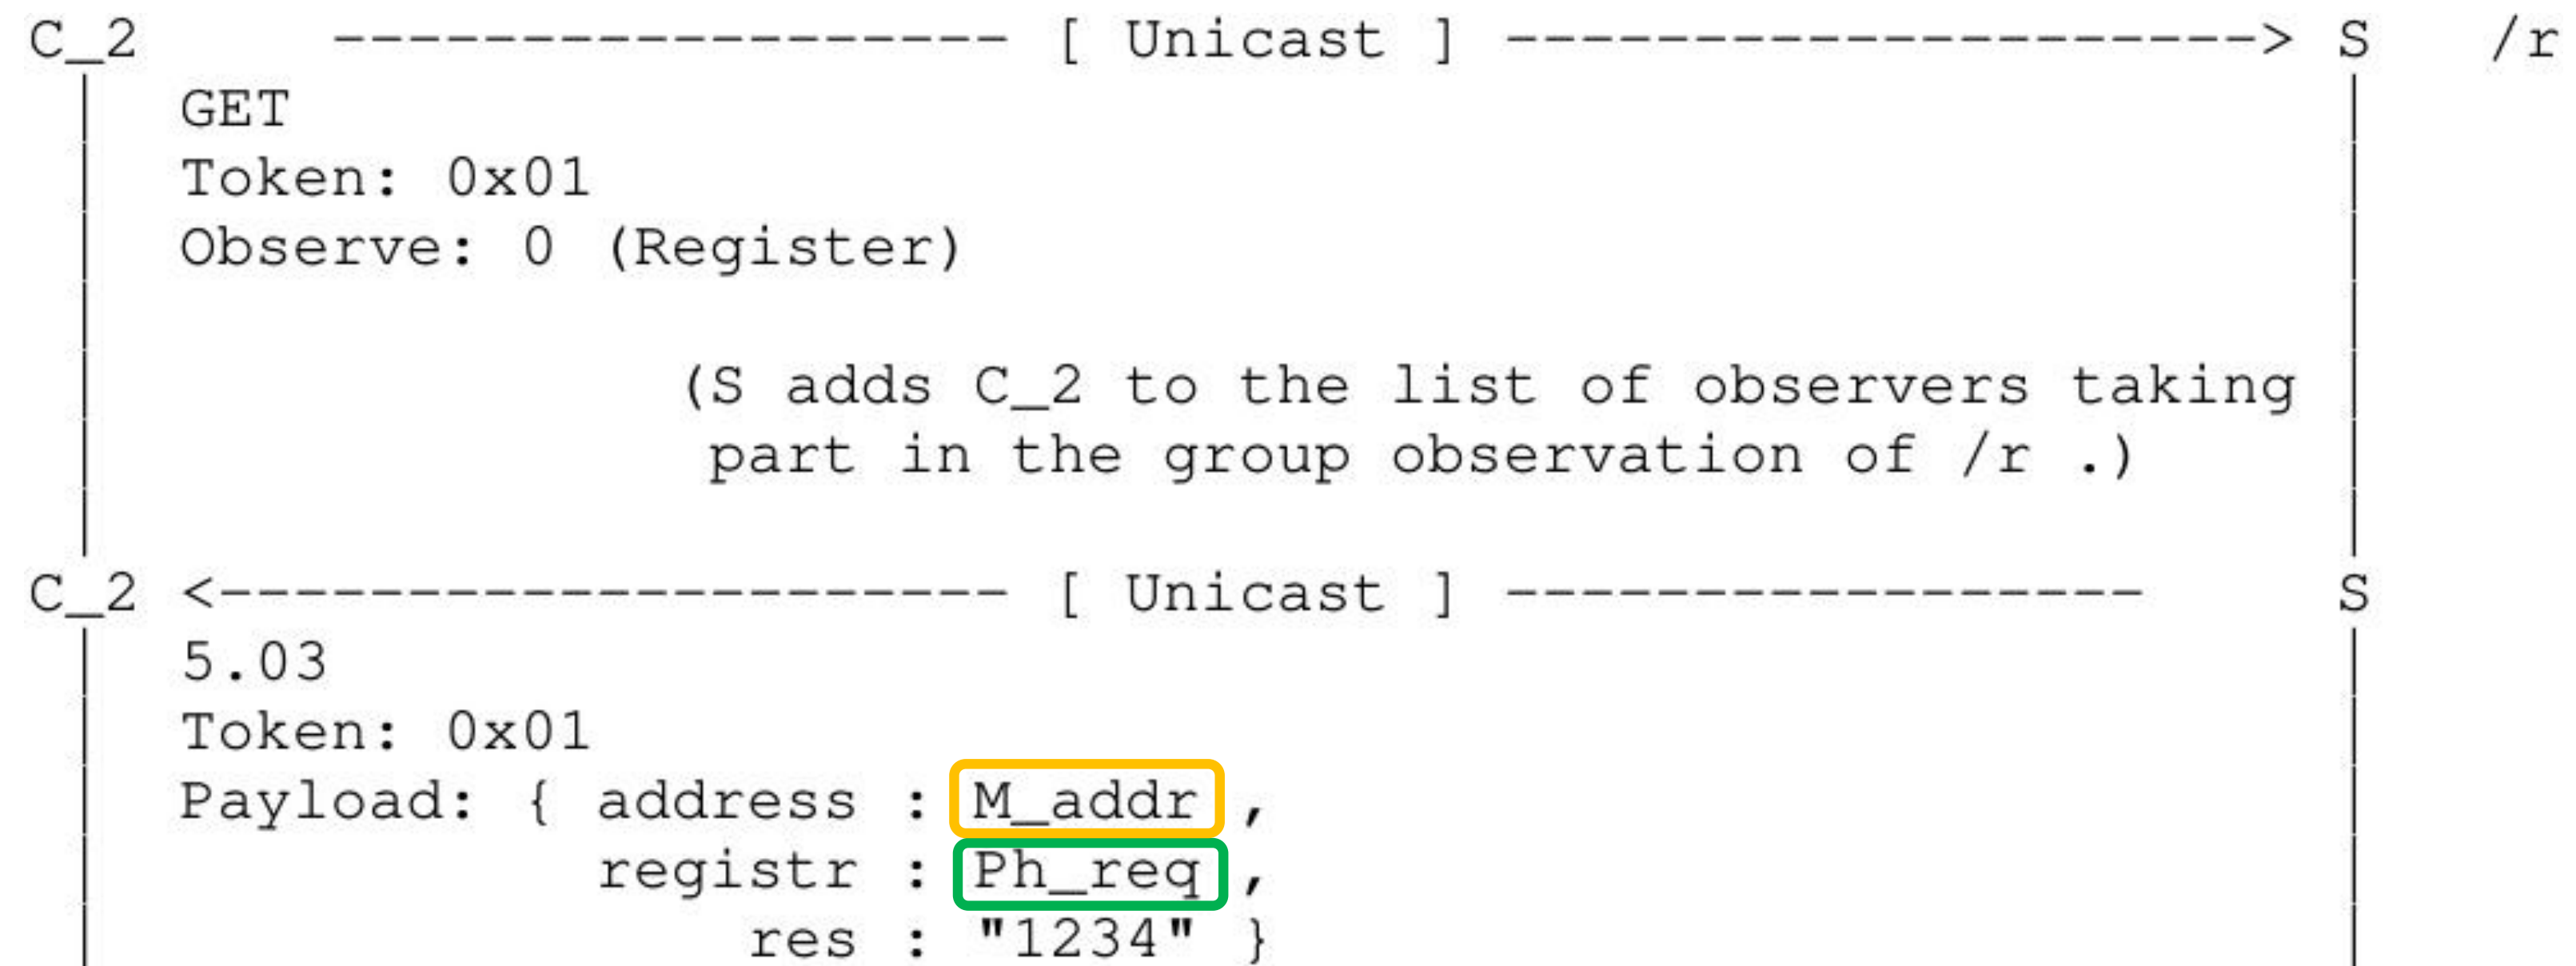 C_2 ------------------ [ Unicast ] --------------------> S /r
GET
Token: 0x01
Observe: 0 (Register)
(S adds C_2 to the list of observers taking
part in the group observation of /r .)
C_2 <--------------------- [ Unicast ] ----------------- S
5.03
Token: 0x01
Payload: { address : M_addr ,
registr : Ph_req ,
res : "1234" }